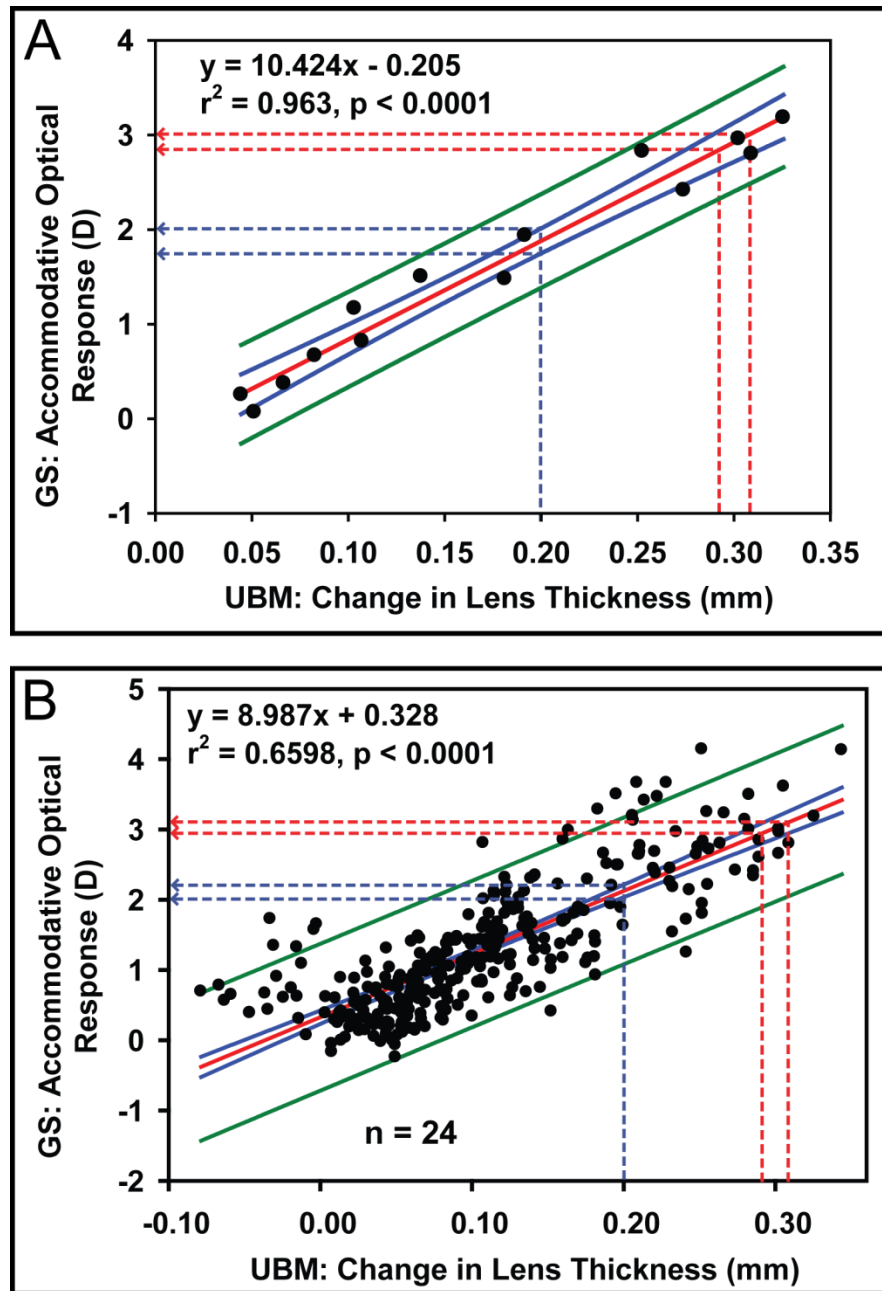 A
y = 10.424x - 0.205
r² = 0.963, p < 0.0001
GS: Accommodative Optical
Response (D)
4
3
2
1
0
-1
0.00 0.05 0.10 0.15 0.20 0.25 0.30 0.35
UBM: Change in Lens Thickness (mm)
B
y = 8.987x + 0.328
r² = 0.6598, p < 0.0001
GS: Accommodative Optical
Response (D)
5
4
3
2
1
0
-1
-2
n = 24
-0.10 0.00 0.10 0.20 0.30
UBM: Change in Lens Thickness (mm)